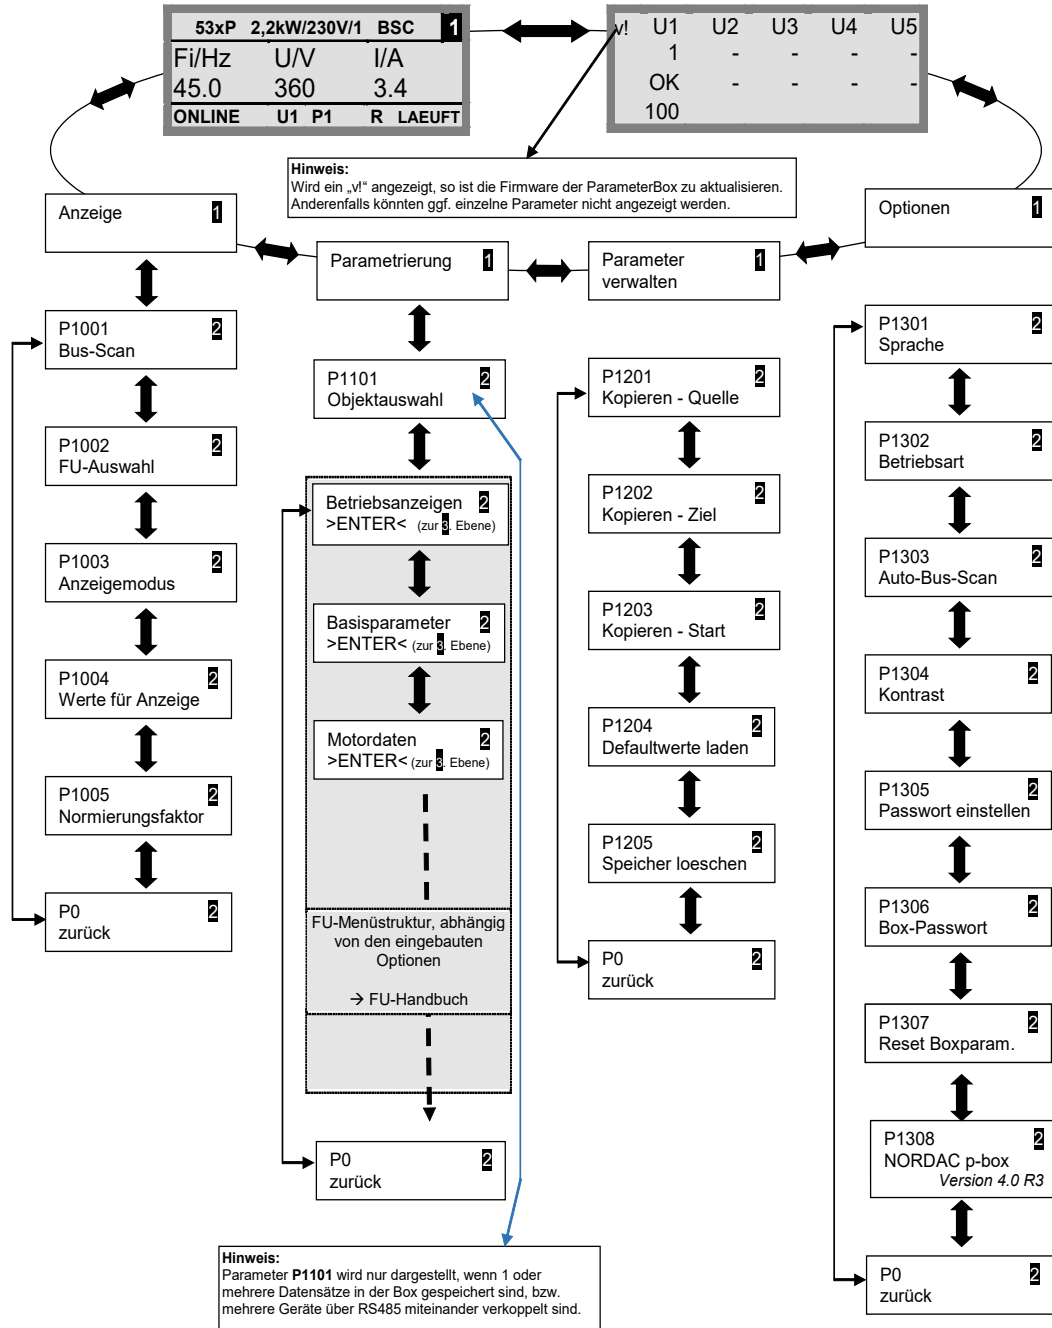 53xP 2,2kW/230V/1 BSC 1
Fi/Hz U/V I/A
45.0 360 3.4
ONLINE U1 P1 R LAEUFT
v! U1 U2 U3 U4 U5
1 - - - -
OK - - - -
100
Hinweis:
Wird ein „v!“ angezeigt, so ist die Firmware der ParameterBox zu aktualisieren.
Anderenfalls könnten ggf. einzelne Parameter nicht angezeigt werden.
Anzeige 1
Parametrierung 1
Parameter 1
verwalten
Optionen 1
P1001 2
Bus-Scan
P1002 2
FU-Auswahl
P1003 2
Anzeigemodus
P1004 2
Werte für Anzeige
P1005 2
Normierungsfaktor
P0 2
zurück
P1101 2
Objektauswahl
Betriebsanzeigen 2
>ENTER< (zur 3. Ebene)
Basisparameter 2
>ENTER< (zur 3. Ebene)
Motordaten 2
>ENTER< (zur 3. Ebene)
FU-Menüstruktur, abhängig
von den eingebauten
Optionen
→ FU-Handbuch
P0 2
zurück
P1201 2
Kopieren - Quelle
P1202 2
Kopieren - Ziel
P1203 2
Kopieren - Start
P1204 2
Defaultwerte laden
P1205 2
Speicher loeschen
P0 2
zurück
P1301 2
Sprache
P1302 2
Betriebsart
P1303 2
Auto-Bus-Scan
P1304 2
Kontrast
P1305 2
Passwort einstellen
P1306 2
Box-Passwort
P1307 2
Reset Boxparam.
P1308 2
NORDAC p-box
Version 4.0 R3
P0 2
zurück
Hinweis:
Parameter P1101 wird nur dargestellt, wenn 1 oder
mehrere Datensätze in der Box gespeichert sind, bzw.
mehrere Geräte über RS485 miteinander verkoppelt sind.